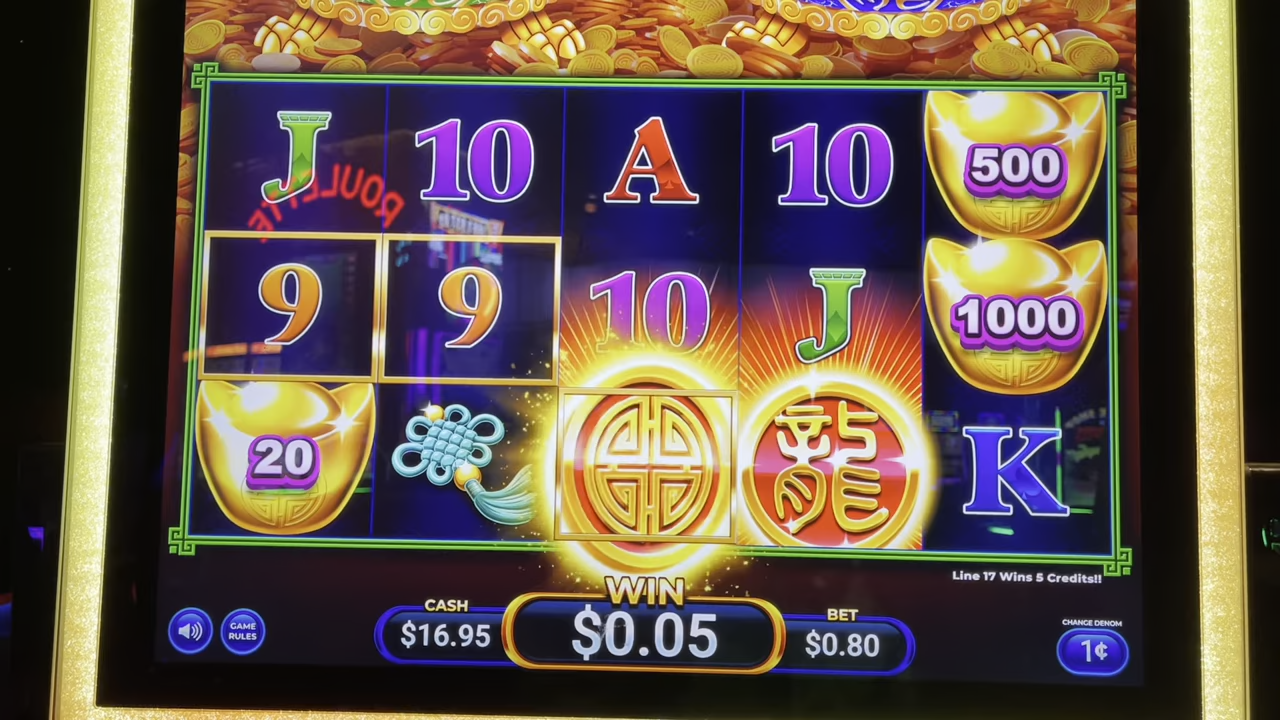 J 10 A 10 500
ROULETTE
9 9 10 J 1000
20 龍 K
Line 17 Wins 5 Credits!!
WIN
CASH $16.95 $0.05 BET $0.80
GAME RULES
CHANGE DENOM
1¢